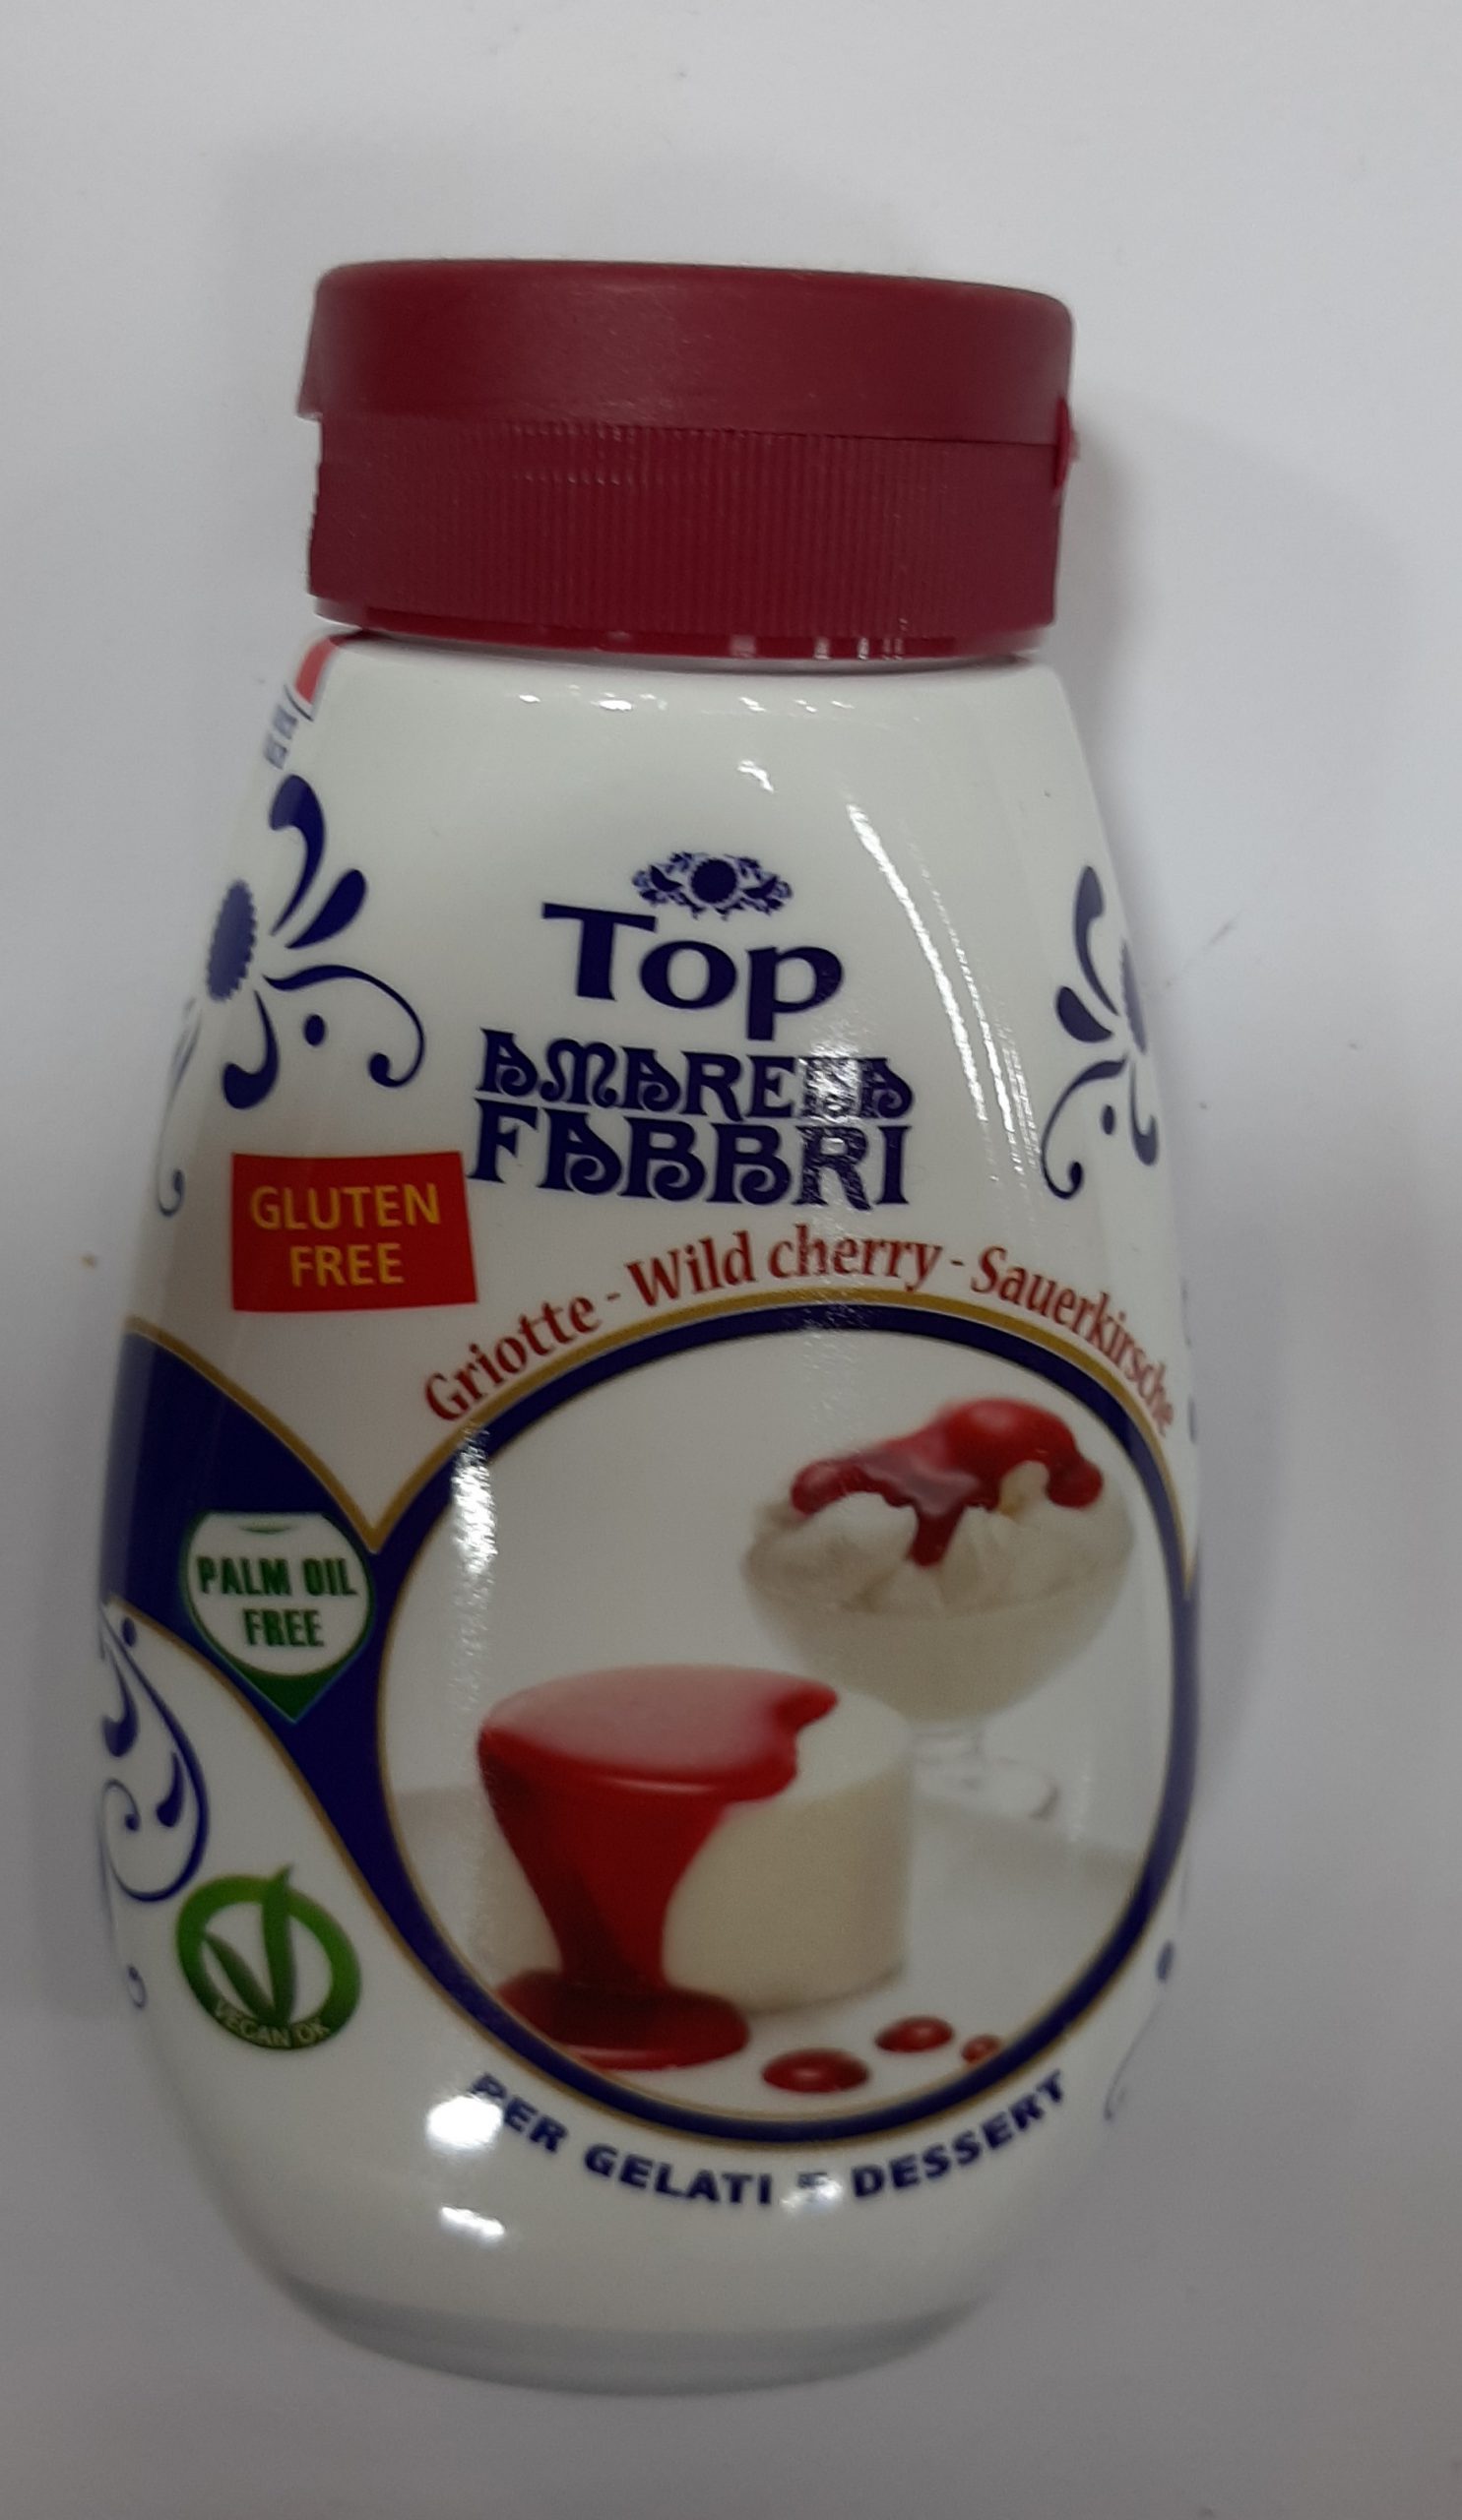 Top
AMARENA
FABBRI
GLUTEN
FREE
Griotte - Wild cherry - Sauerkirsche
PALM OIL
FREE
VEGAN OK
PER GELATI E DESSERT